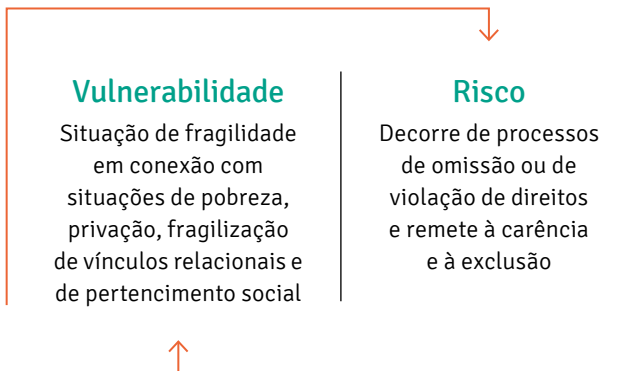 Vulnerabilidade
Situação de fragilidade
em conexão com
situações de pobreza,
privação, fragilização
de vínculos relacionais e
de pertencimento social
Risco
Decorre de processos
de omissão ou de
violação de direitos
e remete à carência
e à exclusão